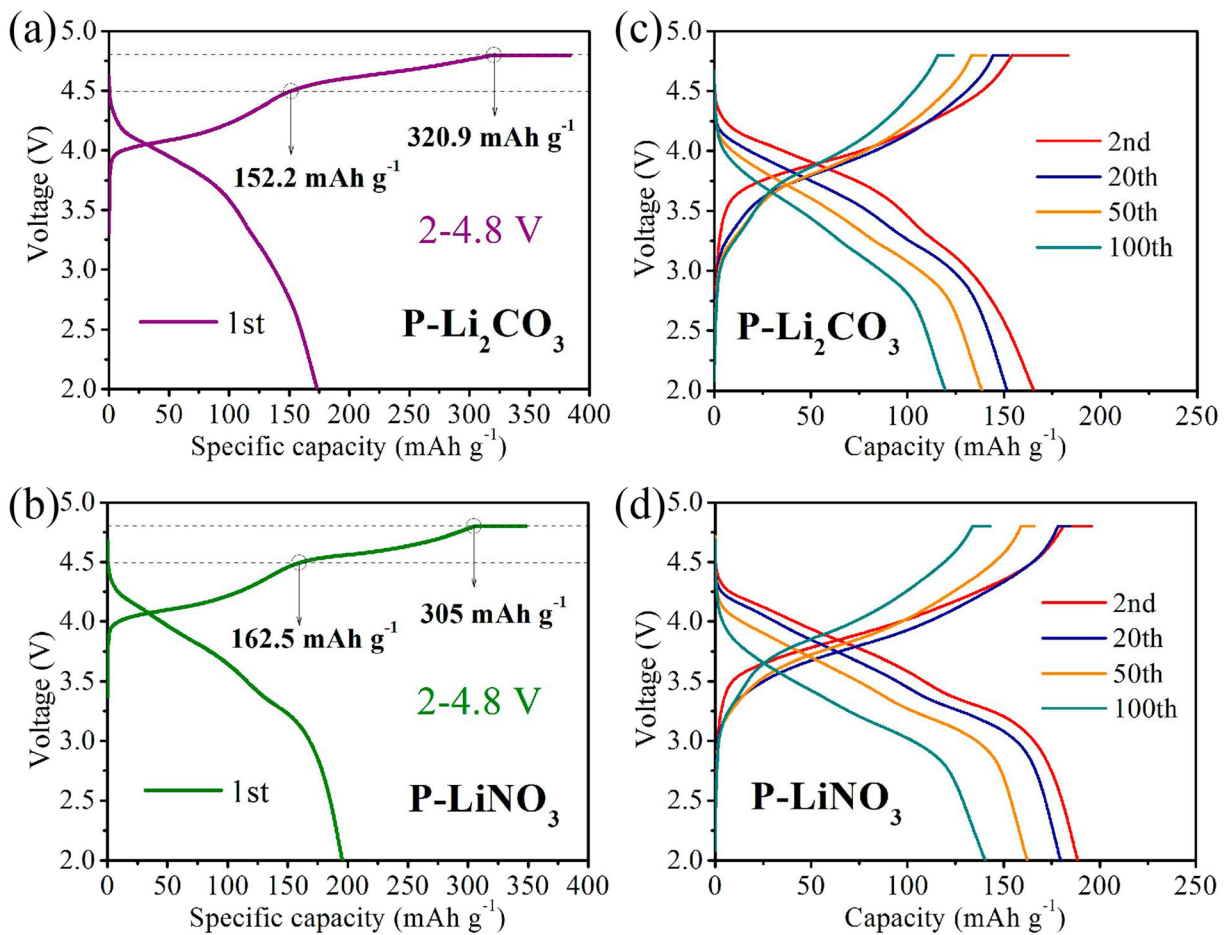 (a)
5.0
4.5
4.0
3.5
3.0
2.5
2.0
Voltage (V)
320.9 mAh g⁻¹
152.2 mAh g⁻¹
2-4.8 V
1st
P-Li₂CO₃
0 50 100 150 200 250 300 350 400
Specific capacity (mAh g⁻¹)
(c)
5.0
4.5
4.0
3.5
3.0
2.5
2.0
Voltage (V)
2nd
20th
50th
100th
P-Li₂CO₃
0 50 100 150 200 250
Capacity (mAh g⁻¹)
(b)
5.0
4.5
4.0
3.5
3.0
2.5
2.0
Voltage (V)
305 mAh g⁻¹
162.5 mAh g⁻¹
2-4.8 V
1st
P-LiNO₃
0 50 100 150 200 250 300 350 400
Specific capacity (mAh g⁻¹)
(d)
5.0
4.5
4.0
3.5
3.0
2.5
2.0
Voltage (V)
2nd
20th
50th
100th
P-LiNO₃
0 50 100 150 200 250
Capacity (mAh g⁻¹)